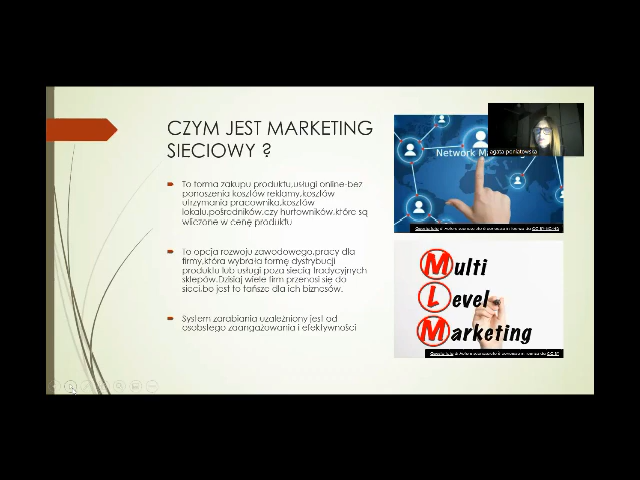 CZYM JEST MARKETING
SIECIOWY ?
To forma zakupu produktu,usługi online-bez
ponoszenia kosztów reklamy,kosztów
utrzymania pracownika,kosztów
lokalu,pośredników,czy hurtowników,które są
wliczone w cenę produktu
To opcja rozwoju zawodowego,pracy dla
firmy,która wybrała formę dystrybucji
produktu lub usługi poza siecią tradycyjnych
sklepów.Dzisiaj wiele firm przenosi się do
sieci,bo jest to tańsze dla ich biznesów.
System zarabiania uzależniony jest od
osobstego zaangażowania i efektywności
agata poniatowska
Network M
Multi
Level
Marketing